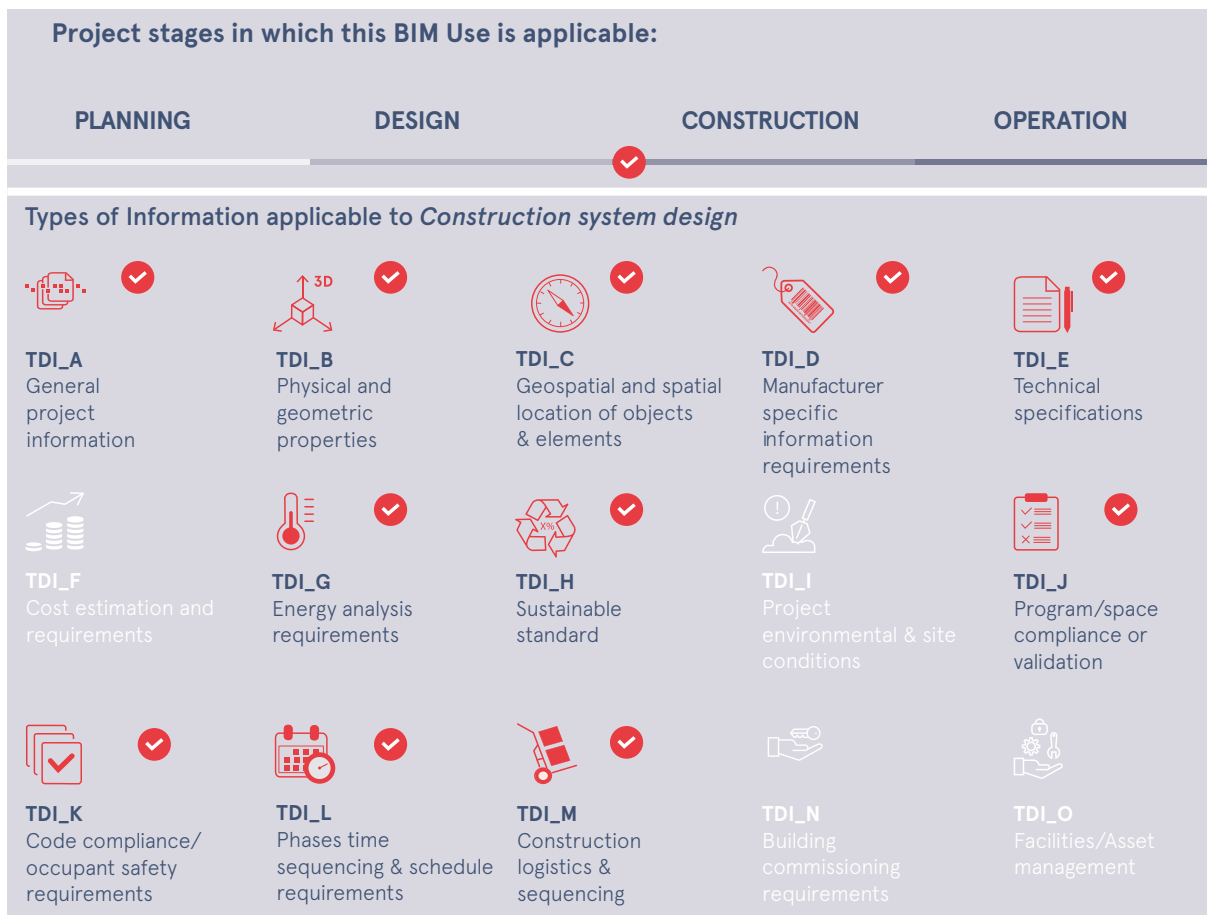 Project stages in which this BIM Use is applicable:
PLANNING DESIGN CONSTRUCTION OPERATION
Types of Information applicable to Construction system design
3D
TDI_A
General
project
information
TDI_B
Physical and
geometric
properties
TDI_C
Geospatial and spatial
location of objects
& elements
TDI_D
Manufacturer
specific
information
requirements
TDI_E
Technical
specifications
TDI_F
Cost estimation and
requirements
TDI_G
Energy analysis
requirements
X%
TDI_H
Sustainable
standard
TDI_I
Project
environmental & site
conditions
TDI_J
Program/space
compliance or
validation
TDI_K
Code compliance/
occupant safety
requirements
TDI_L
Phases time
sequencing & schedule
requirements
TDI_M
Construction
logistics &
sequencing
TDI_N
Building
commissioning
requirements
TDI_O
Facilities/Asset
management